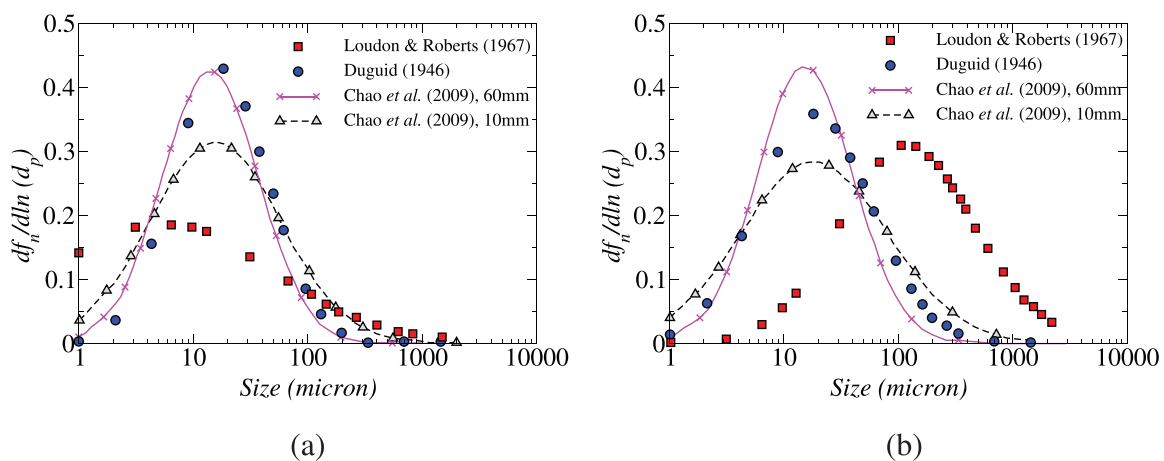 0.5
0.4
0.3
0.2
0.1
0
df_n/dln (d_p)
Loudon & Roberts (1967)
Duguid (1946)
Chao et al. (2009), 60mm
Chao et al. (2009), 10mm
1 10 100 1000 10000
Size (micron)
(a)
0.5
0.4
0.3
0.2
0.1
0
df_n/dln (d_p)
Loudon & Roberts (1967)
Duguid (1946)
Chao et al. (2009), 60mm
Chao et al. (2009), 10mm
1 10 100 1000 10000
Size (micron)
(b)